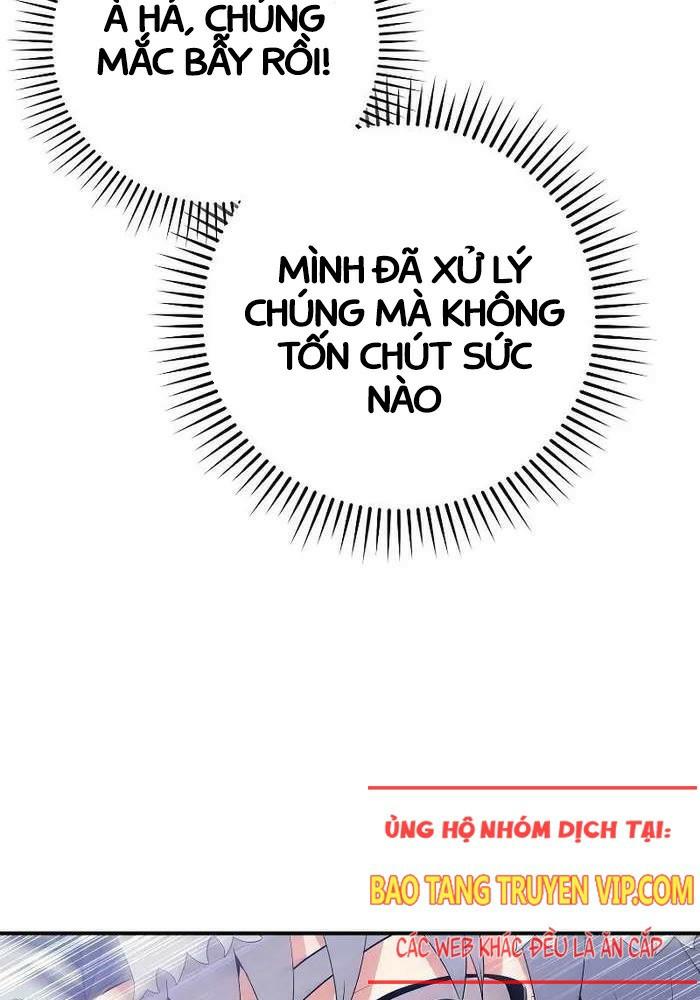 À HÁ, CHÚNG
MẮC BẪY RỒI!
MÌNH ĐÃ XỬ LÝ
CHÚNG MÀ KHÔNG
TỐN CHÚT SỨC
NÀO
ỦNG HỘ NHÓM DỊCH TẠI:
BAO TANG TRUYEN VIP.COM
CÁC WEB KHÁC ĐỀU LÀ ĂN CẮP